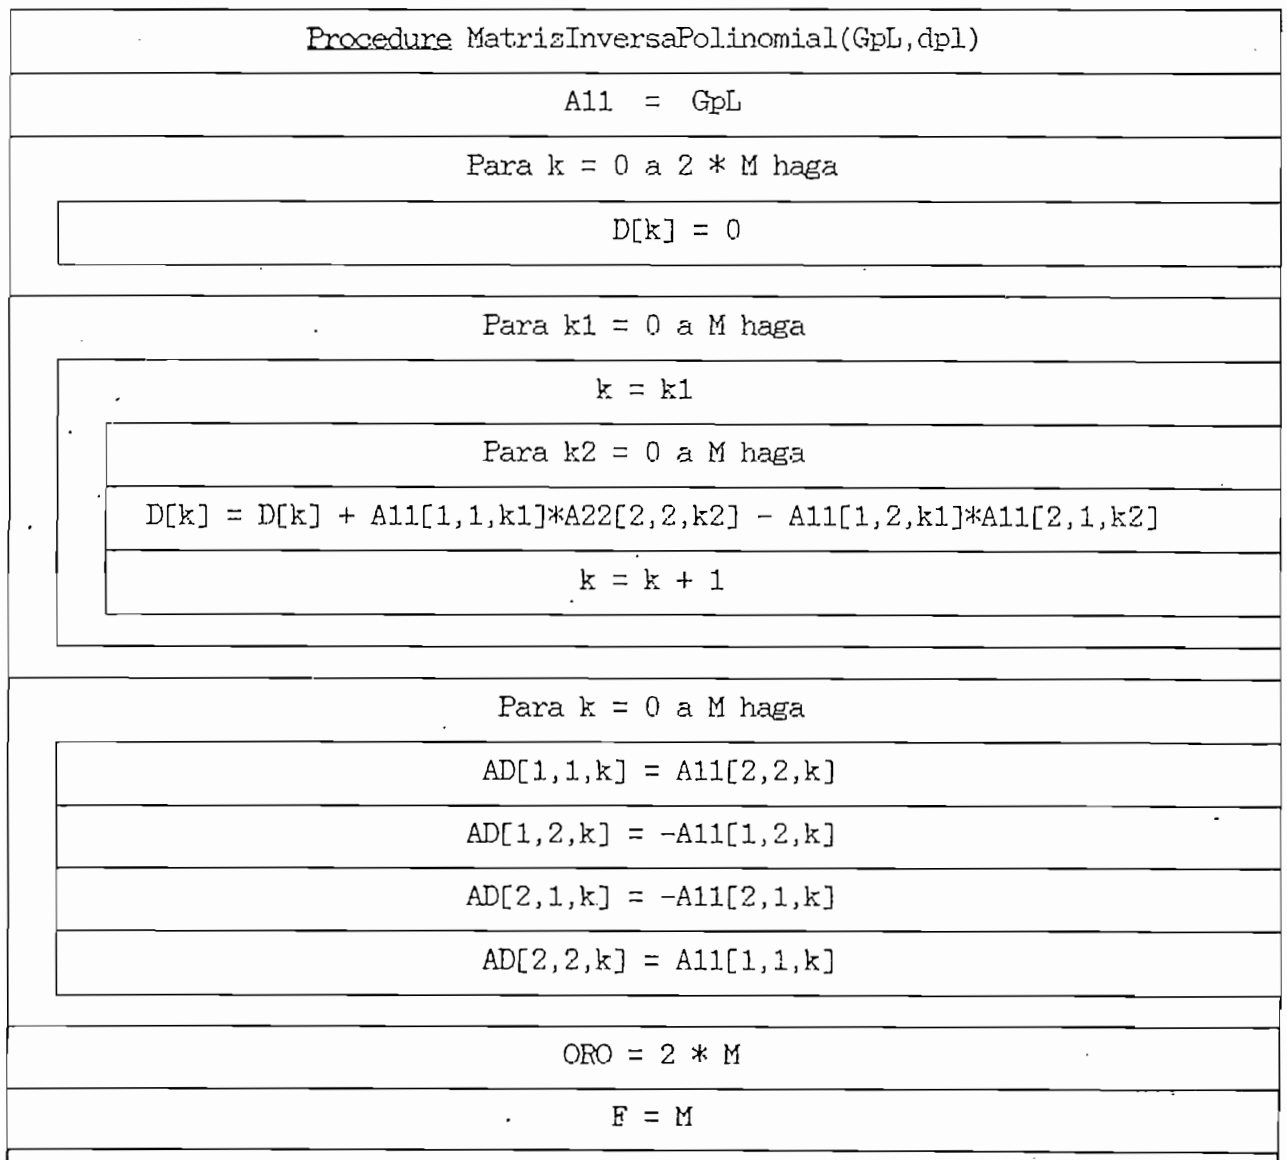 Procedure MatrizInversaPolinomial(GpL,dpl)
A11 = GpL
Para k = 0 a 2 * M haga
D[k] = 0
Para k1 = 0 a M haga
k = k1
Para k2 = 0 a M haga
D[k] = D[k] + A11[1,1,k1]*A22[2,2,k2] - A11[1,2,k1]*A11[2,1,k2]
k = k + 1
Para k = 0 a M haga
AD[1,1,k] = A11[2,2,k]
AD[1,2,k] = -A11[1,2,k]
AD[2,1,k] = -A11[2,1,k]
AD[2,2,k] = A11[1,1,k]
ORO = 2 * M
F = M